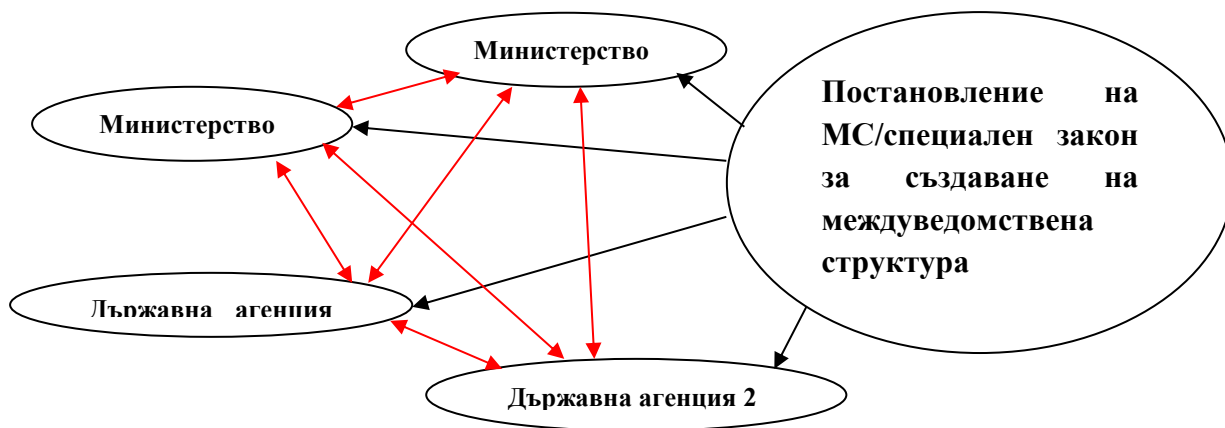 Министерство
Министерство
Постановление на
МС/специален закон
за създаване на
междуведомствена
структура
Държавна агенция
Държавна агенция 2